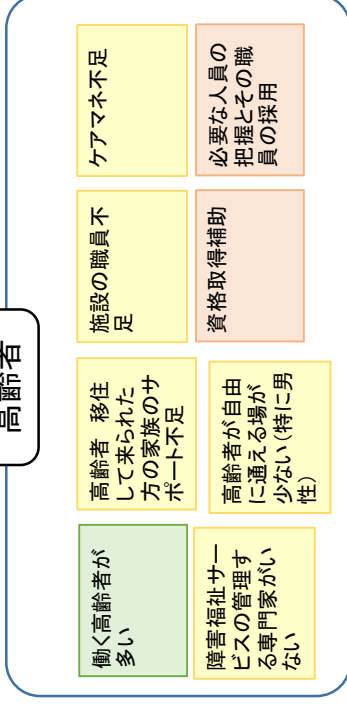 高齢者
働く高齢者が
多い
高齢者　移住
して来られた
方の家族のサ
ポート不足
施設の職員不
足
ケアマネ不足
障害福祉サー
ビスの管理す
る専門家がい
ない
高齢者が自由
に通える場が
少ない（特に男
性）
資格取得補助
必要な人員の
把握とその職
員の採用